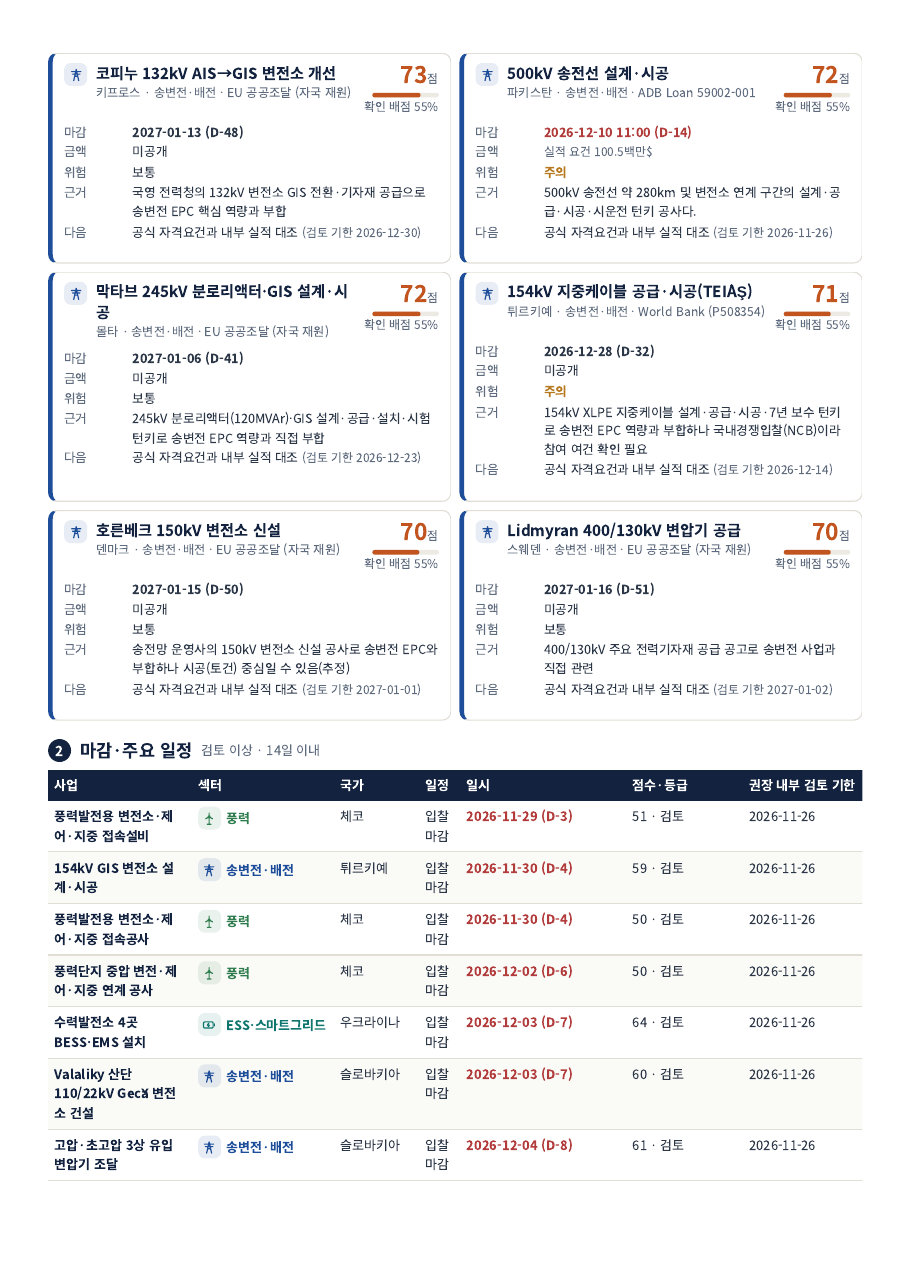 코피누 132kV AIS→GIS 변전소 개선
73점
키프로스 · 송변전·배전 · EU 공공조달 (자국 재원)
확인 배점 55%
마감 2027-01-13 (D-48)
금액 미공개
위험 보통
근거 국영 전력청의 132kV 변전소 GIS 전환·기자재 공급으로
송변전 EPC 핵심 역량과 부합
다음 공식 자격요건과 내부 실적 대조 (검토 기한 2026-12-30)
500kV 송전선 설계·시공
72점
파키스탄 · 송변전·배전 · ADB Loan 59002-001
확인 배점 55%
마감 2026-12-10 11:00 (D-14)
금액 실적 요건 100.5백만$
위험 주의
근거 500kV 송전선 약 280km 및 변전소 연계 구간의 설계·공
급·시공·시운전 턴키 공사다.
다음 공식 자격요건과 내부 실적 대조 (검토 기한 2026-11-26)
막타브 245kV 분로리액터·GIS 설계·시
공
72점
몰타 · 송변전·배전 · EU 공공조달 (자국 재원)
확인 배점 55%
마감 2027-01-06 (D-41)
금액 미공개
위험 보통
근거 245kV 분로리액터(120MVAr)·GIS 설계·공급·설치·시험
턴키로 송변전 EPC 역량과 직접 부합
다음 공식 자격요건과 내부 실적 대조 (검토 기한 2026-12-23)
154kV 지중케이블 공급·시공(TEIAŞ)
71점
튀르키예 · 송변전·배전 · World Bank (P508354)
확인 배점 55%
마감 2026-12-28 (D-32)
금액 미공개
위험 주의
근거 154kV XLPE 지중케이블 설계·공급·시공·7년 보수 턴키
로 송변전 EPC 역량과 부합하나 국내경쟁입찰(NCB)이라
참여 여건 확인 필요
다음 공식 자격요건과 내부 실적 대조 (검토 기한 2026-12-14)
호른베크 150kV 변전소 신설
70점
덴마크 · 송변전·배전 · EU 공공조달 (자국 재원)
확인 배점 55%
마감 2027-01-15 (D-50)
금액 미공개
위험 보통
근거 송전망 운영사의 150kV 변전소 신설 공사로 송변전 EPC와
부합하나 시공(토건) 중심일 수 있음(추정)
다음 공식 자격요건과 내부 실적 대조 (검토 기한 2027-01-01)
Lidmyran 400/130kV 변압기 공급
70점
스웨덴 · 송변전·배전 · EU 공공조달 (자국 재원)
확인 배점 55%
마감 2027-01-16 (D-51)
금액 미공개
위험 보통
근거 400/130kV 주요 전력기자재 공급 공고로 송변전 사업과
직접 관련
다음 공식 자격요건과 내부 실적 대조 (검토 기한 2027-01-02)
2 마감·주요 일정 검토 이상 · 14일 이내
사업 섹터 국가 일정 일시 점수·등급 권장 내부 검토 기한
풍력발전용 변전소·제 풍력 체코 입찰 2026-11-29 (D-3) 51 · 검토 2026-11-26
어·지중 접속설비 마감
154kV GIS 변전소 설 송변전·배전 튀르키예 입찰 2026-11-30 (D-4) 59 · 검토 2026-11-26
계·시공 마감
풍력발전용 변전소·제 풍력 체코 입찰 2026-11-30 (D-4) 50 · 검토 2026-11-26
어·지중 접속공사 마감
풍력단지 중압 변전·제 풍력 체코 입찰 2026-12-02 (D-6) 50 · 검토 2026-11-26
어·지중 연계 공사 마감
수력발전소 4곳 ESS·스마트그리드 우크라이나 입찰 2026-12-03 (D-7) 64 · 검토 2026-11-26
BESS·EMS 설치 마감
Valaliky 산단 송변전·배전 슬로바키아 입찰 2026-12-03 (D-7) 60 · 검토 2026-11-26
110/22kV 변전 마감
소 건설
고압·초고압 3상 유입 송변전·배전 슬로바키아 입찰 2026-12-04 (D-8) 61 · 검토 2026-11-26
변압기 조달 마감